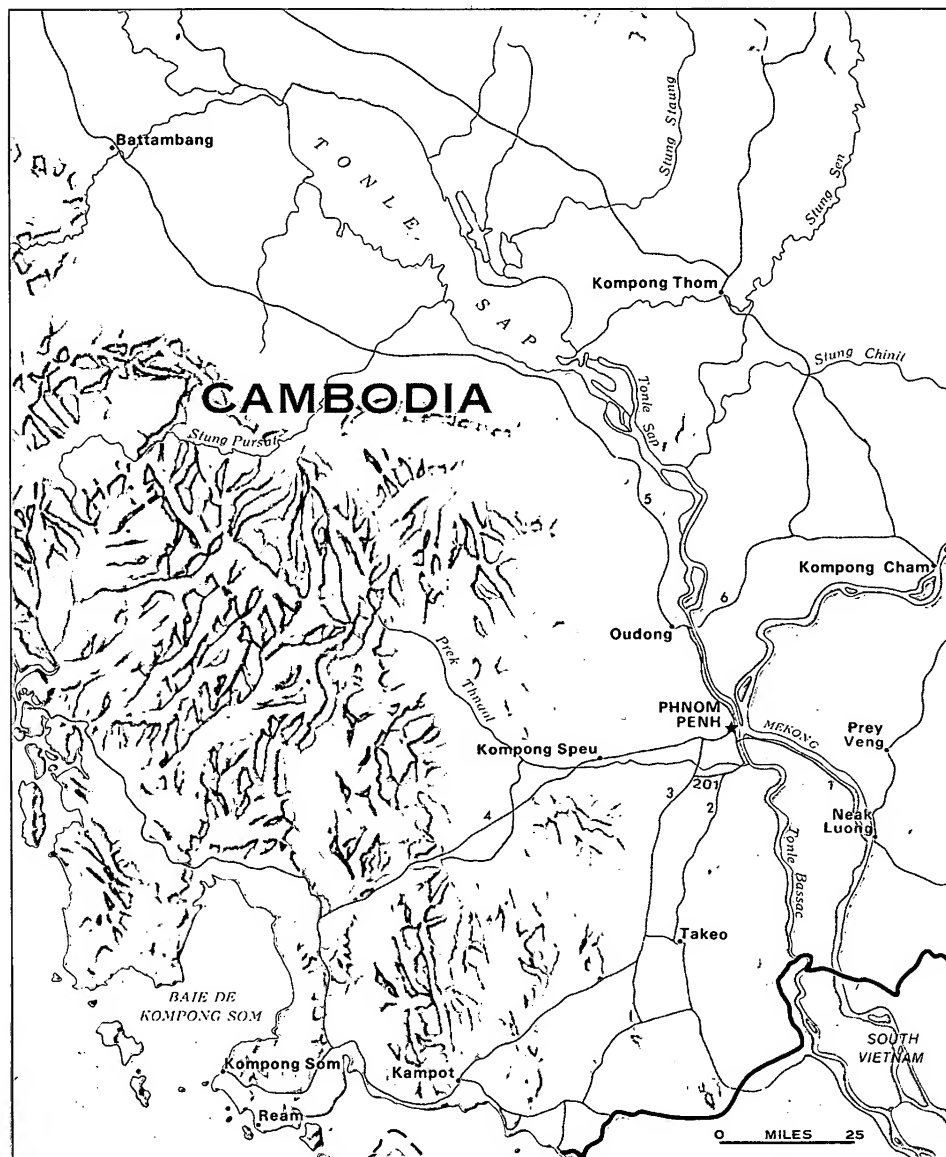 Battambang
TONLE SAP
Stung Staung
Stung Sen
Kompong Thom
Stung Chinit
CAMBODIA
Tonle Sap
Stung Pursat
5
Kompong Cham
6
Oudong
Prek Thnant
PHNOM
PENH
MEKONG
Prey
Veng
Kompong Speu
201
3
2
1
4
Neak
Luong
Tonle Bassac
Takeo
BAIE DE
KOMPONG SOM
SOUTH
VIETNAM
Kompong Som
Kampot
Ream
0 MILES 25